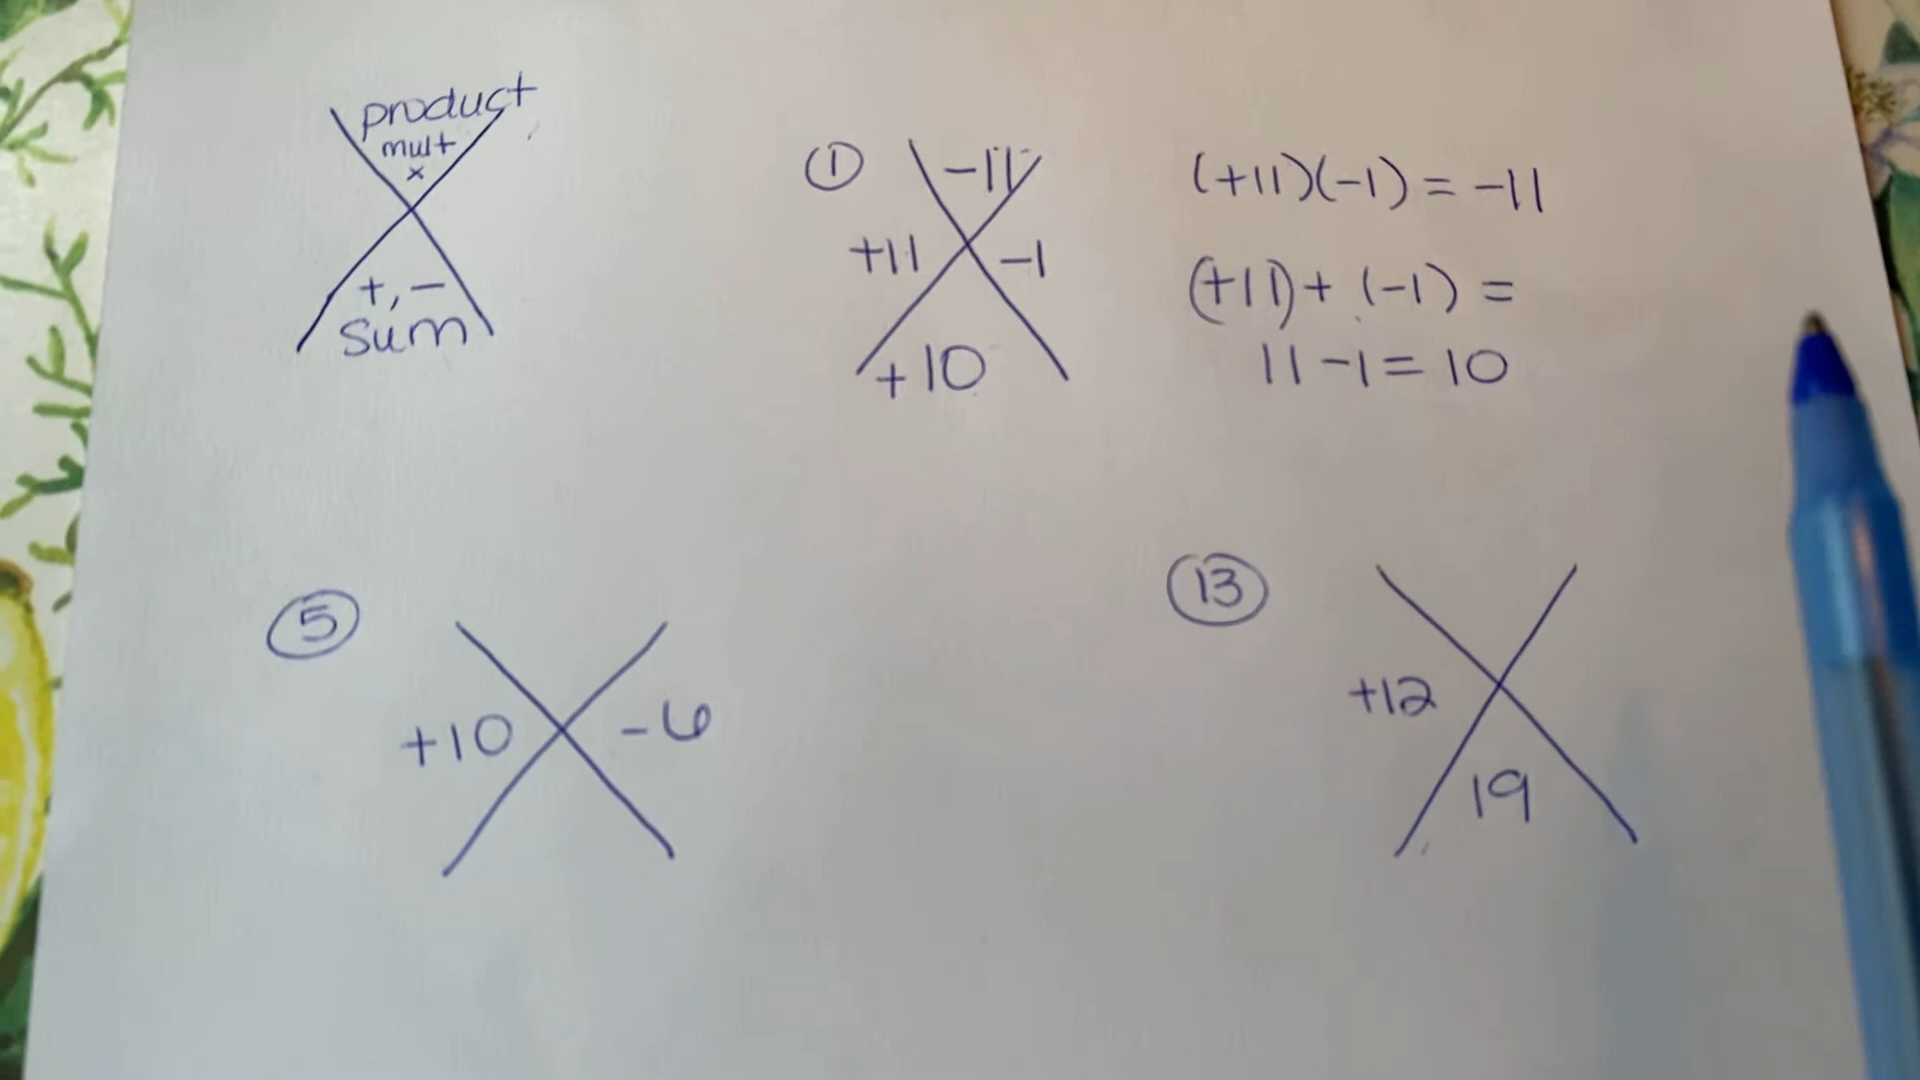 product
mult
×
+, −
sum
① -11
+11 -1
+10
(+11)(-1) = -11
(+11) + (-1) =
11 - 1 = 10
⑤
+10 -6
⑬
+12
19